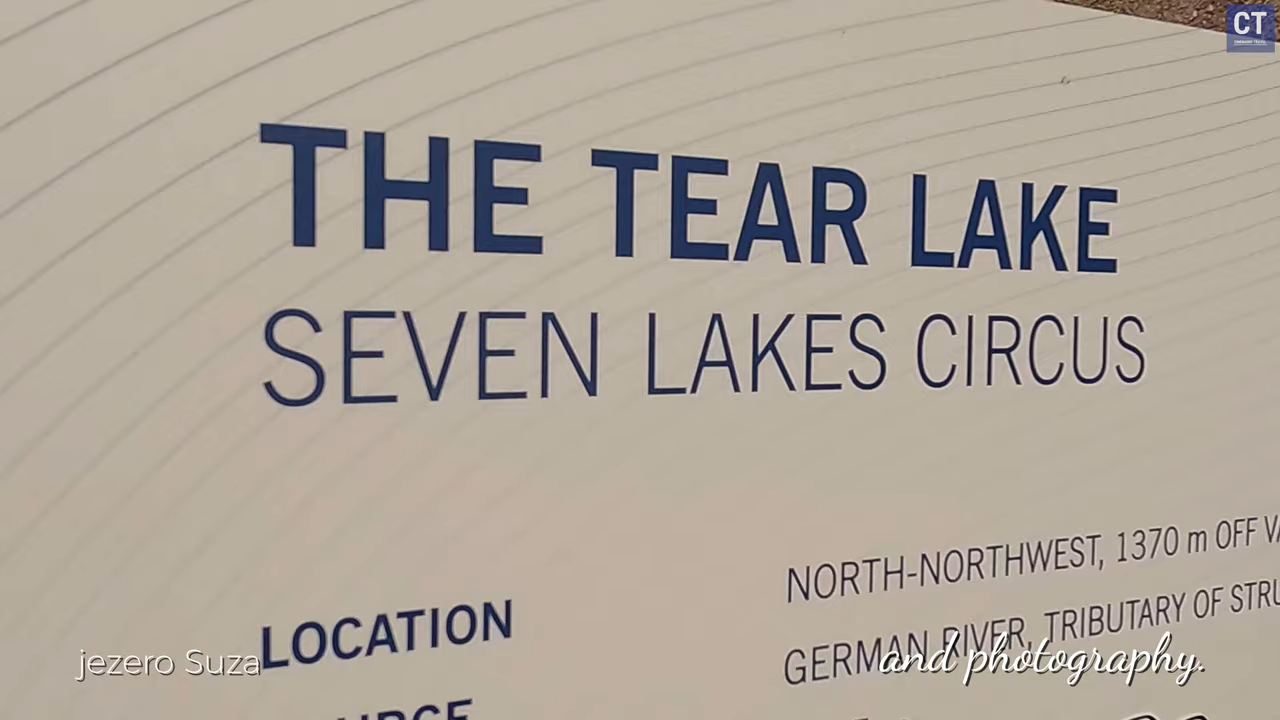 CT
THE TEAR LAKE
SEVEN LAKES CIRCUS
NORTH-NORTHWEST, 1370 m OFF
LOCATION
GERMAN RIVER, TRIBUTARY OF
jezero Suza
and photography.